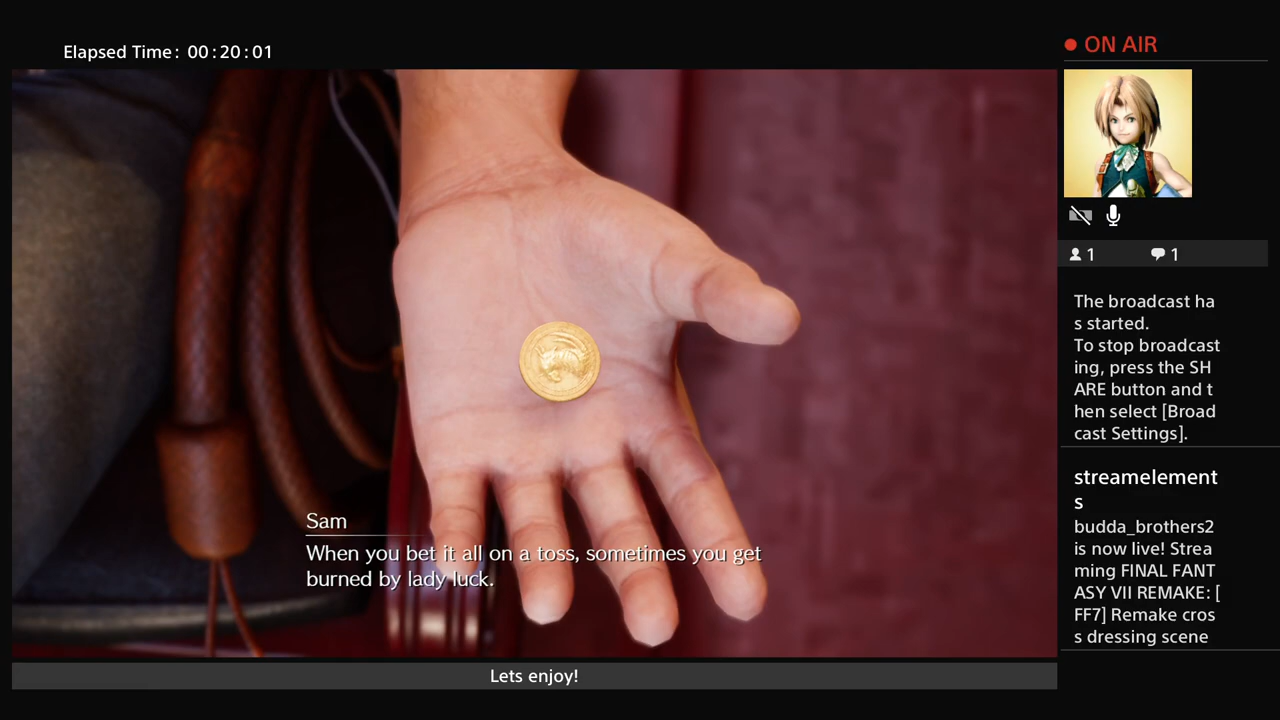 Elapsed Time: 00:20:01
ON AIR
1
1
The broadcast ha
s started.
To stop broadcast
ing, press the SH
ARE button and t
hen select [Broad
cast Settings].
streamelement
s
budda_brothers2
is now live! Strea
ming FINAL FANT
ASY VII REMAKE: [
FF7] Remake cros
s dressing scene
Sam
When you bet it all on a toss, sometimes you get
burned by lady luck.
Lets enjoy!